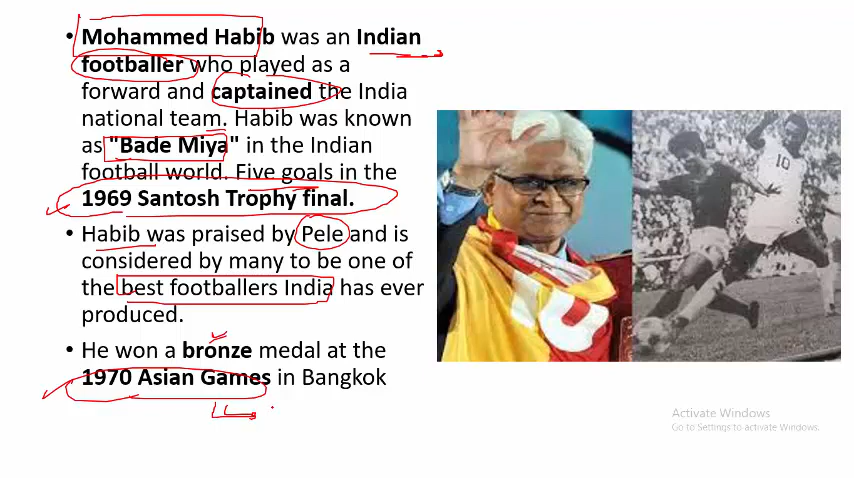 • Mohammed Habib was an Indian
footballer who played as a
forward and captained the India
national team. Habib was known
as "Bade Miya" in the Indian
football world. Five goals in the
1969 Santosh Trophy final.
• Habib was praised by Pele and is
considered by many to be one of
the best footballers India has ever
produced.
• He won a bronze medal at the
1970 Asian Games in Bangkok
10
Activate Windows
Go to Settings to activate Windows.